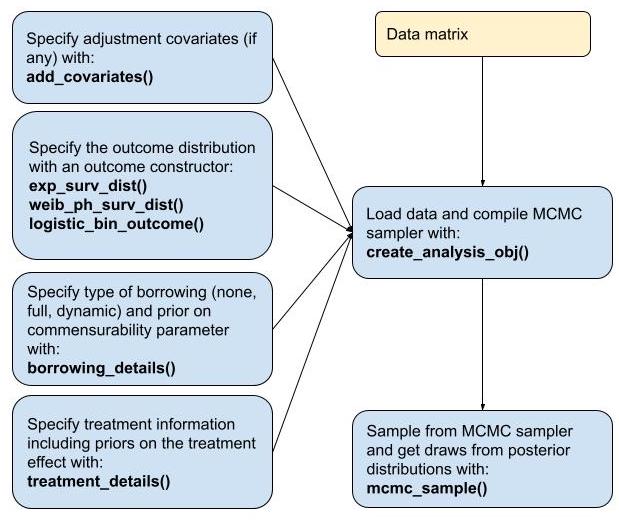 Specify adjustment covariates (if
any) with:
add_covariates()
Specify the outcome distribution
with an outcome constructor:
exp_surv_dist()
weib_ph_surv_dist()
logistic_bin_outcome()
Specify type of borrowing (none,
full, dynamic) and prior on
commensurability parameter
with:
borrowing_details()
Specify treatment information
including priors on the treatment
effect with:
treatment_details()
Data matrix
Load data and compile MCMC
sampler with:
create_analysis_obj()
Sample from MCMC sampler
and get draws from posterior
distributions with:
mcmc_sample()